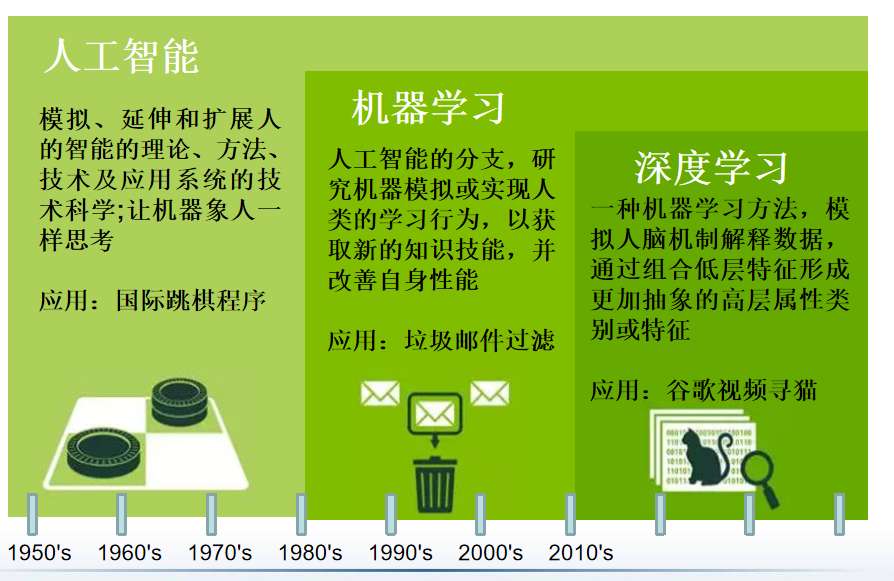 人工智能
模拟、延伸和扩展人
的智能的理论、方法、
技术及应用系统的技
术科学;让机器象人一
样思考
应用：国际跳棋程序
机器学习
人工智能的分支，研
究机器模拟或实现人
类的学习行为，以获
取新的知识技能，并
改善自身性能
应用：垃圾邮件过滤
深度学习
一种机器学习方法，模
拟人脑机制解释数据，
通过组合低层特征形成
更加抽象的高层属性类
别或特征
应用：谷歌视频寻猫
1950's 1960's 1970's 1980's 1990's 2000's 2010's